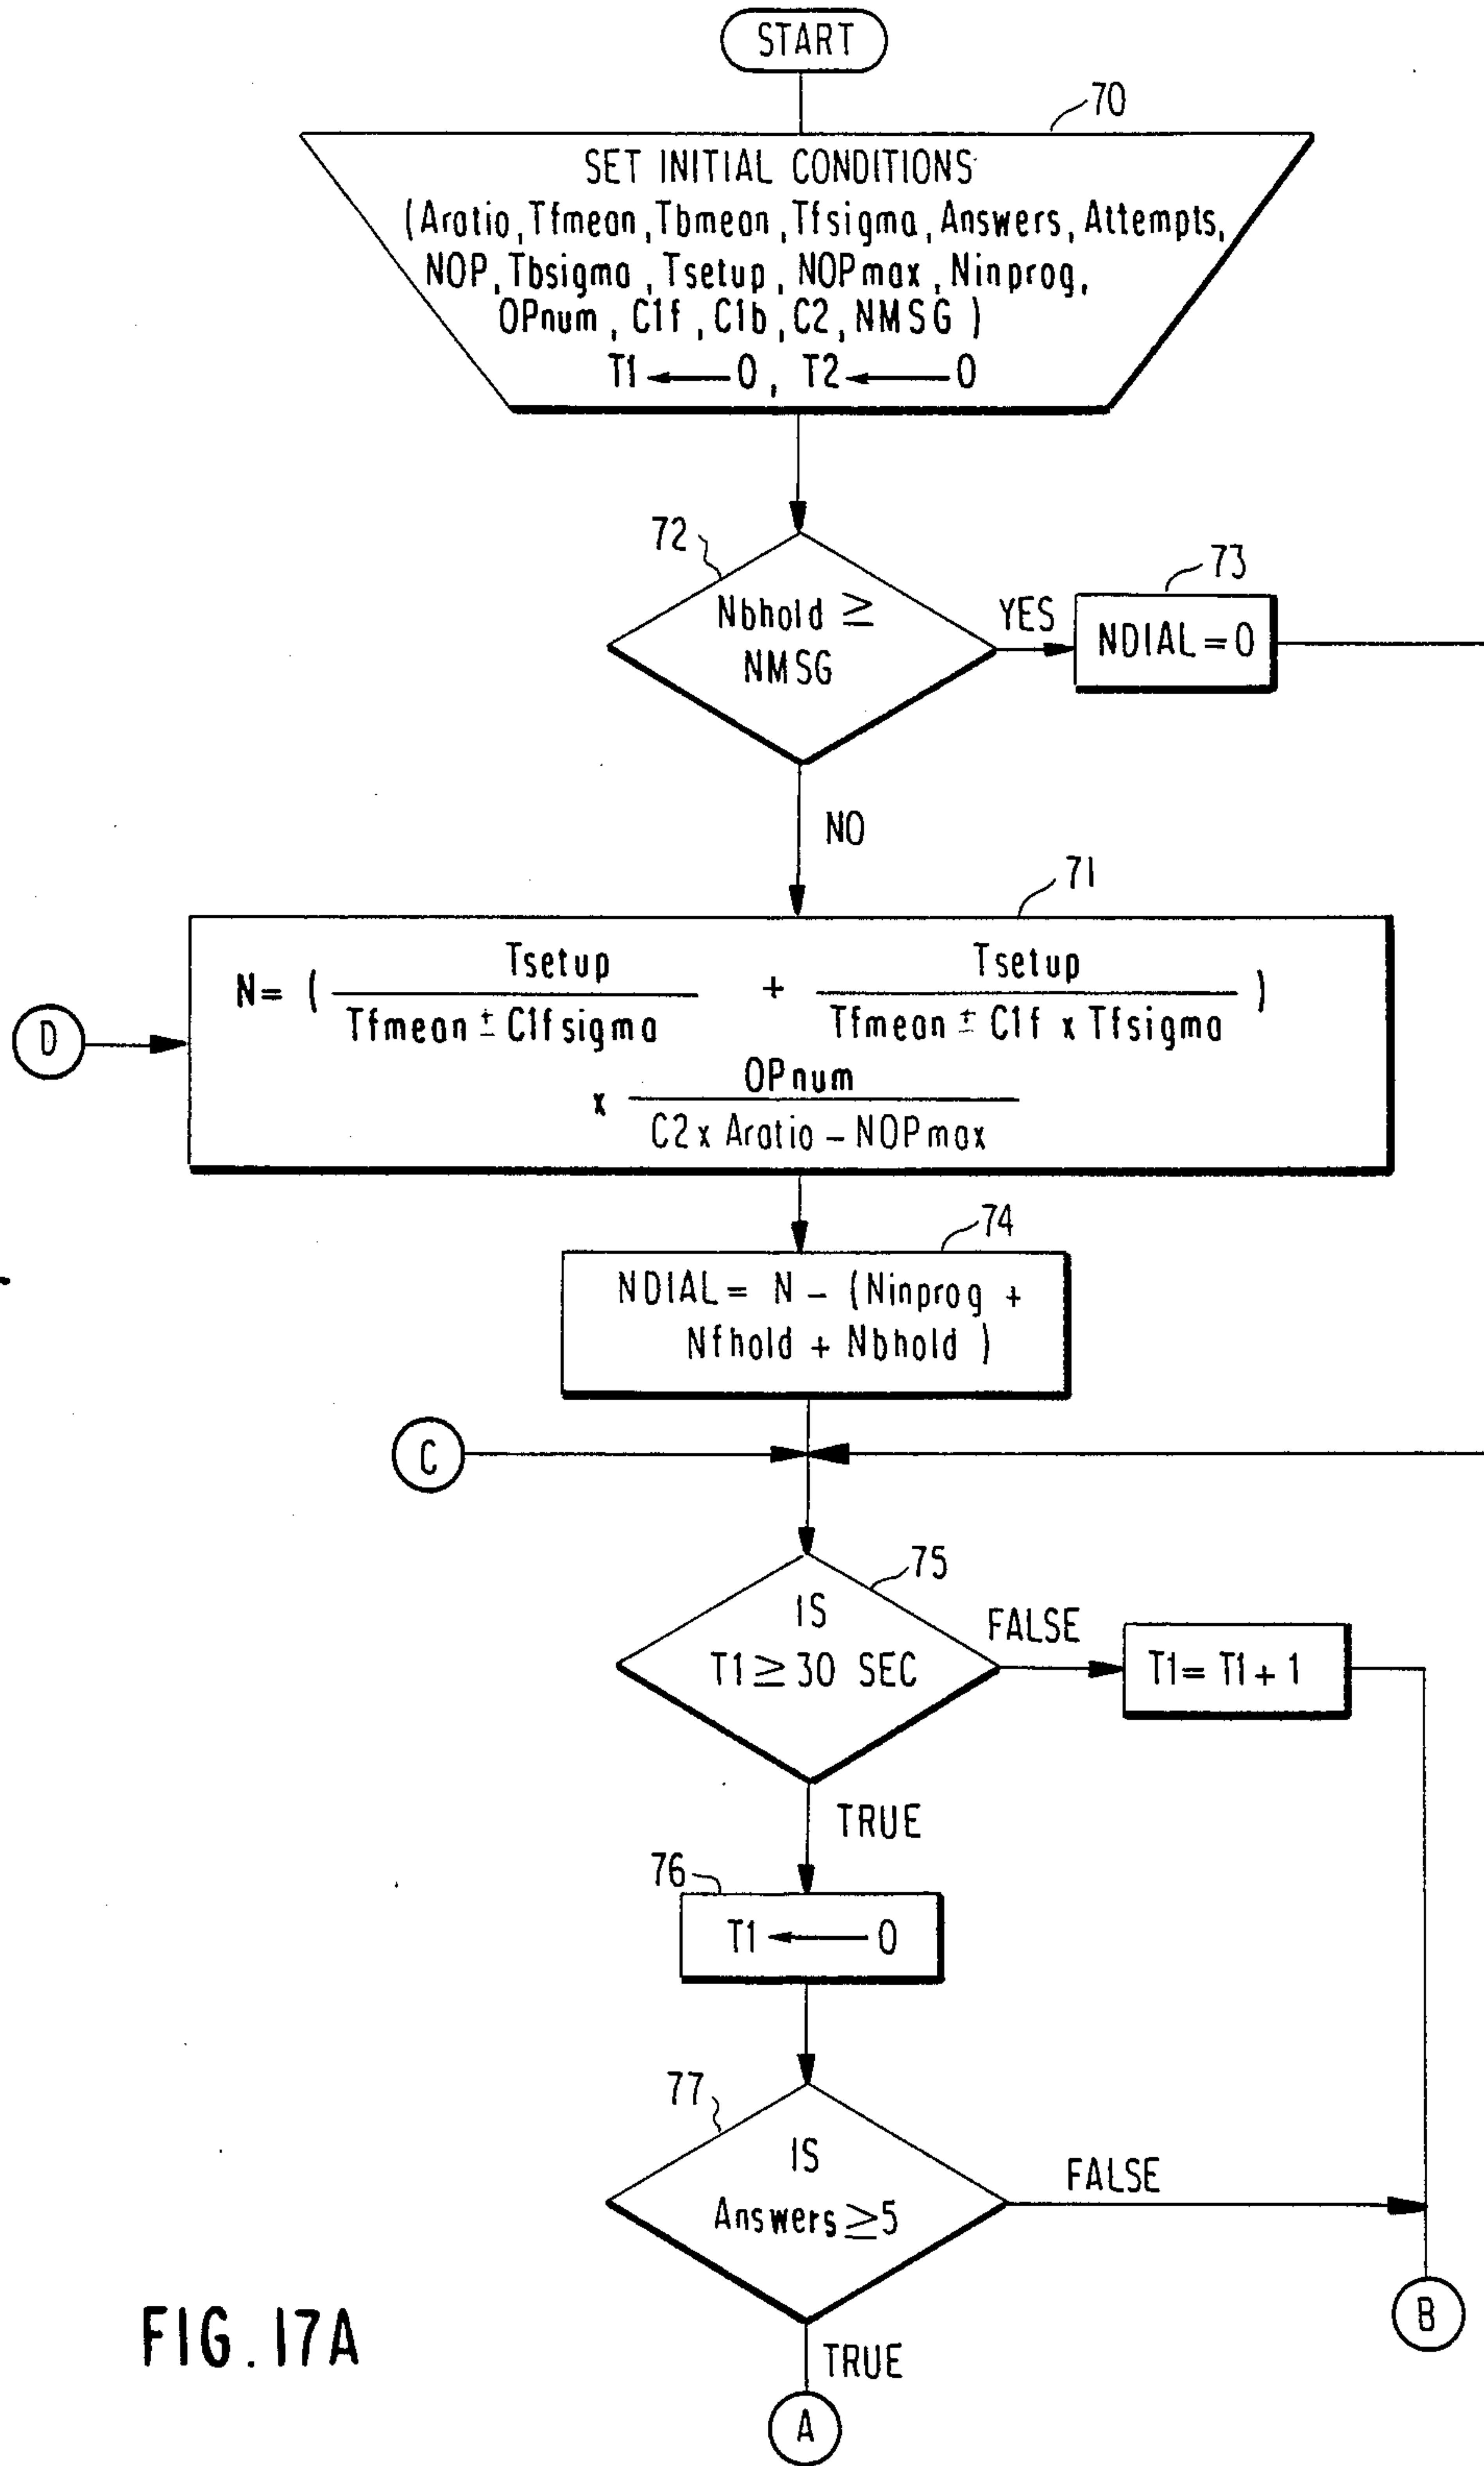 START
70
SET INITIAL CONDITIONS
(Aratio, Tfmean, Tbmean, Tfsigma, Answers, Attempts,
NOP, Tbsigma, Tsetup, NOPmax, Ninprog,
OPnum, C1f, C1b, C2, NMSG)
T1 ← 0, T2 ← 0
72
Nbhold ≥
NMSG
YES
73
NDIAL = 0
NO
71
N= ( Tsetup + Tsetup )
Tfmean ± C1fsigma Tfmean ± C1f x Tfsigma
x OPnum
C2 x Aratio - NOPmax
D
74
NDIAL = N - (Ninprog +
Nfhold + Nbhold )
C
75
IS
T1 ≥ 30 SEC
FALSE
T1 = T1 + 1
TRUE
76
T1 ← 0
77
IS
Answers ≥ 5
FALSE
B
TRUE
A
FIG. 17A